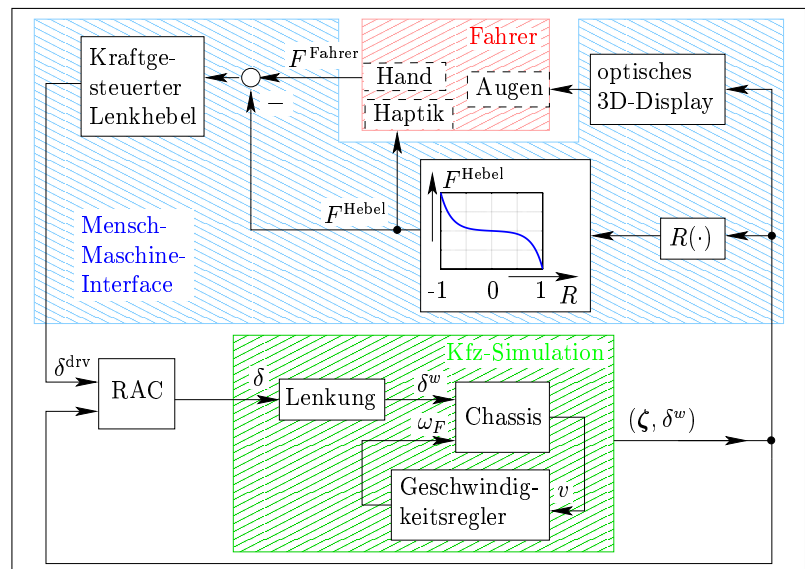 Fahrer
Kraftge-
steuerter
Lenkhebel
F^Fahrer
−
Hand
Augen
Haptik
optisches
3D-Display
F^Hebel
F^Hebel
-1
0
1
R
R(·)
Mensch-
Maschine-
Interface
Kfz-Simulation
δ^drv
RAC
δ
Lenkung
δ^w
ω_F
Chassis
(ζ, δ^w)
Geschwindig-
keitsregler
v